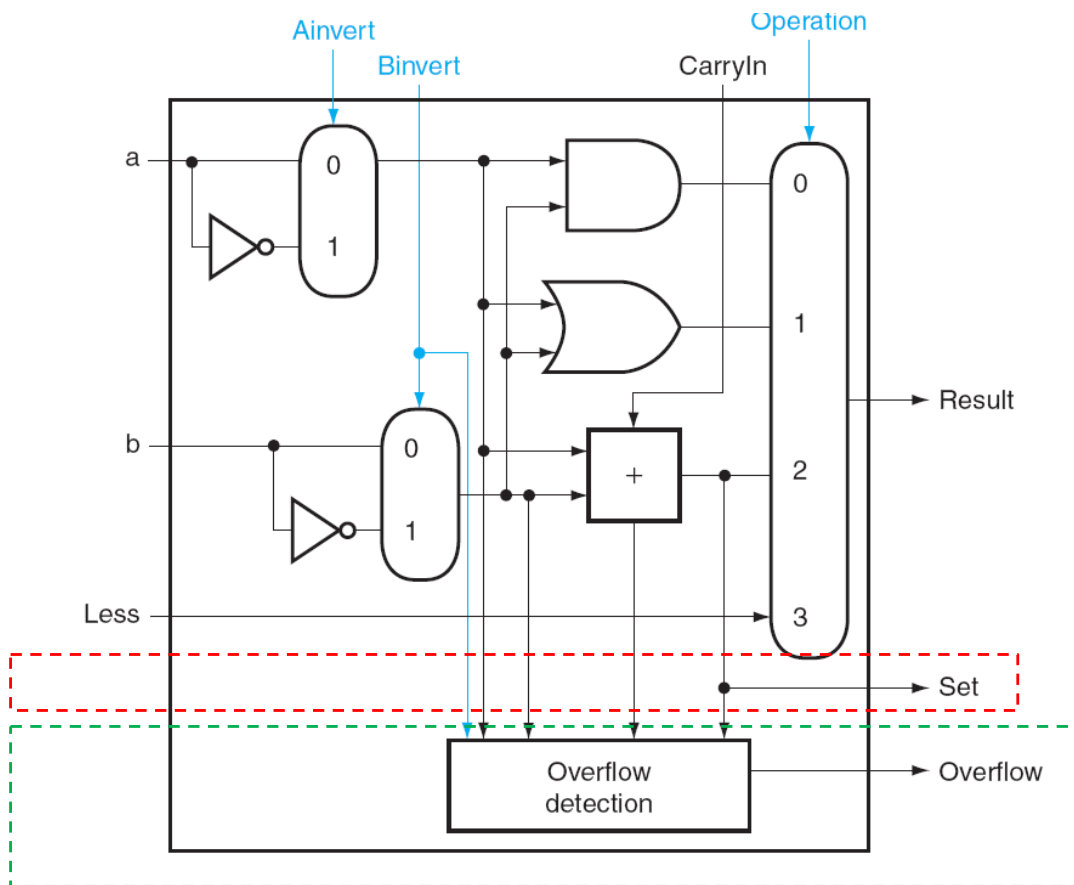 Operation
Ainvert
Binvert
CarryIn
a
0
1
0
1
b
0
1
+
2
Result
Less
3
Set
Overflow
detection
Overflow